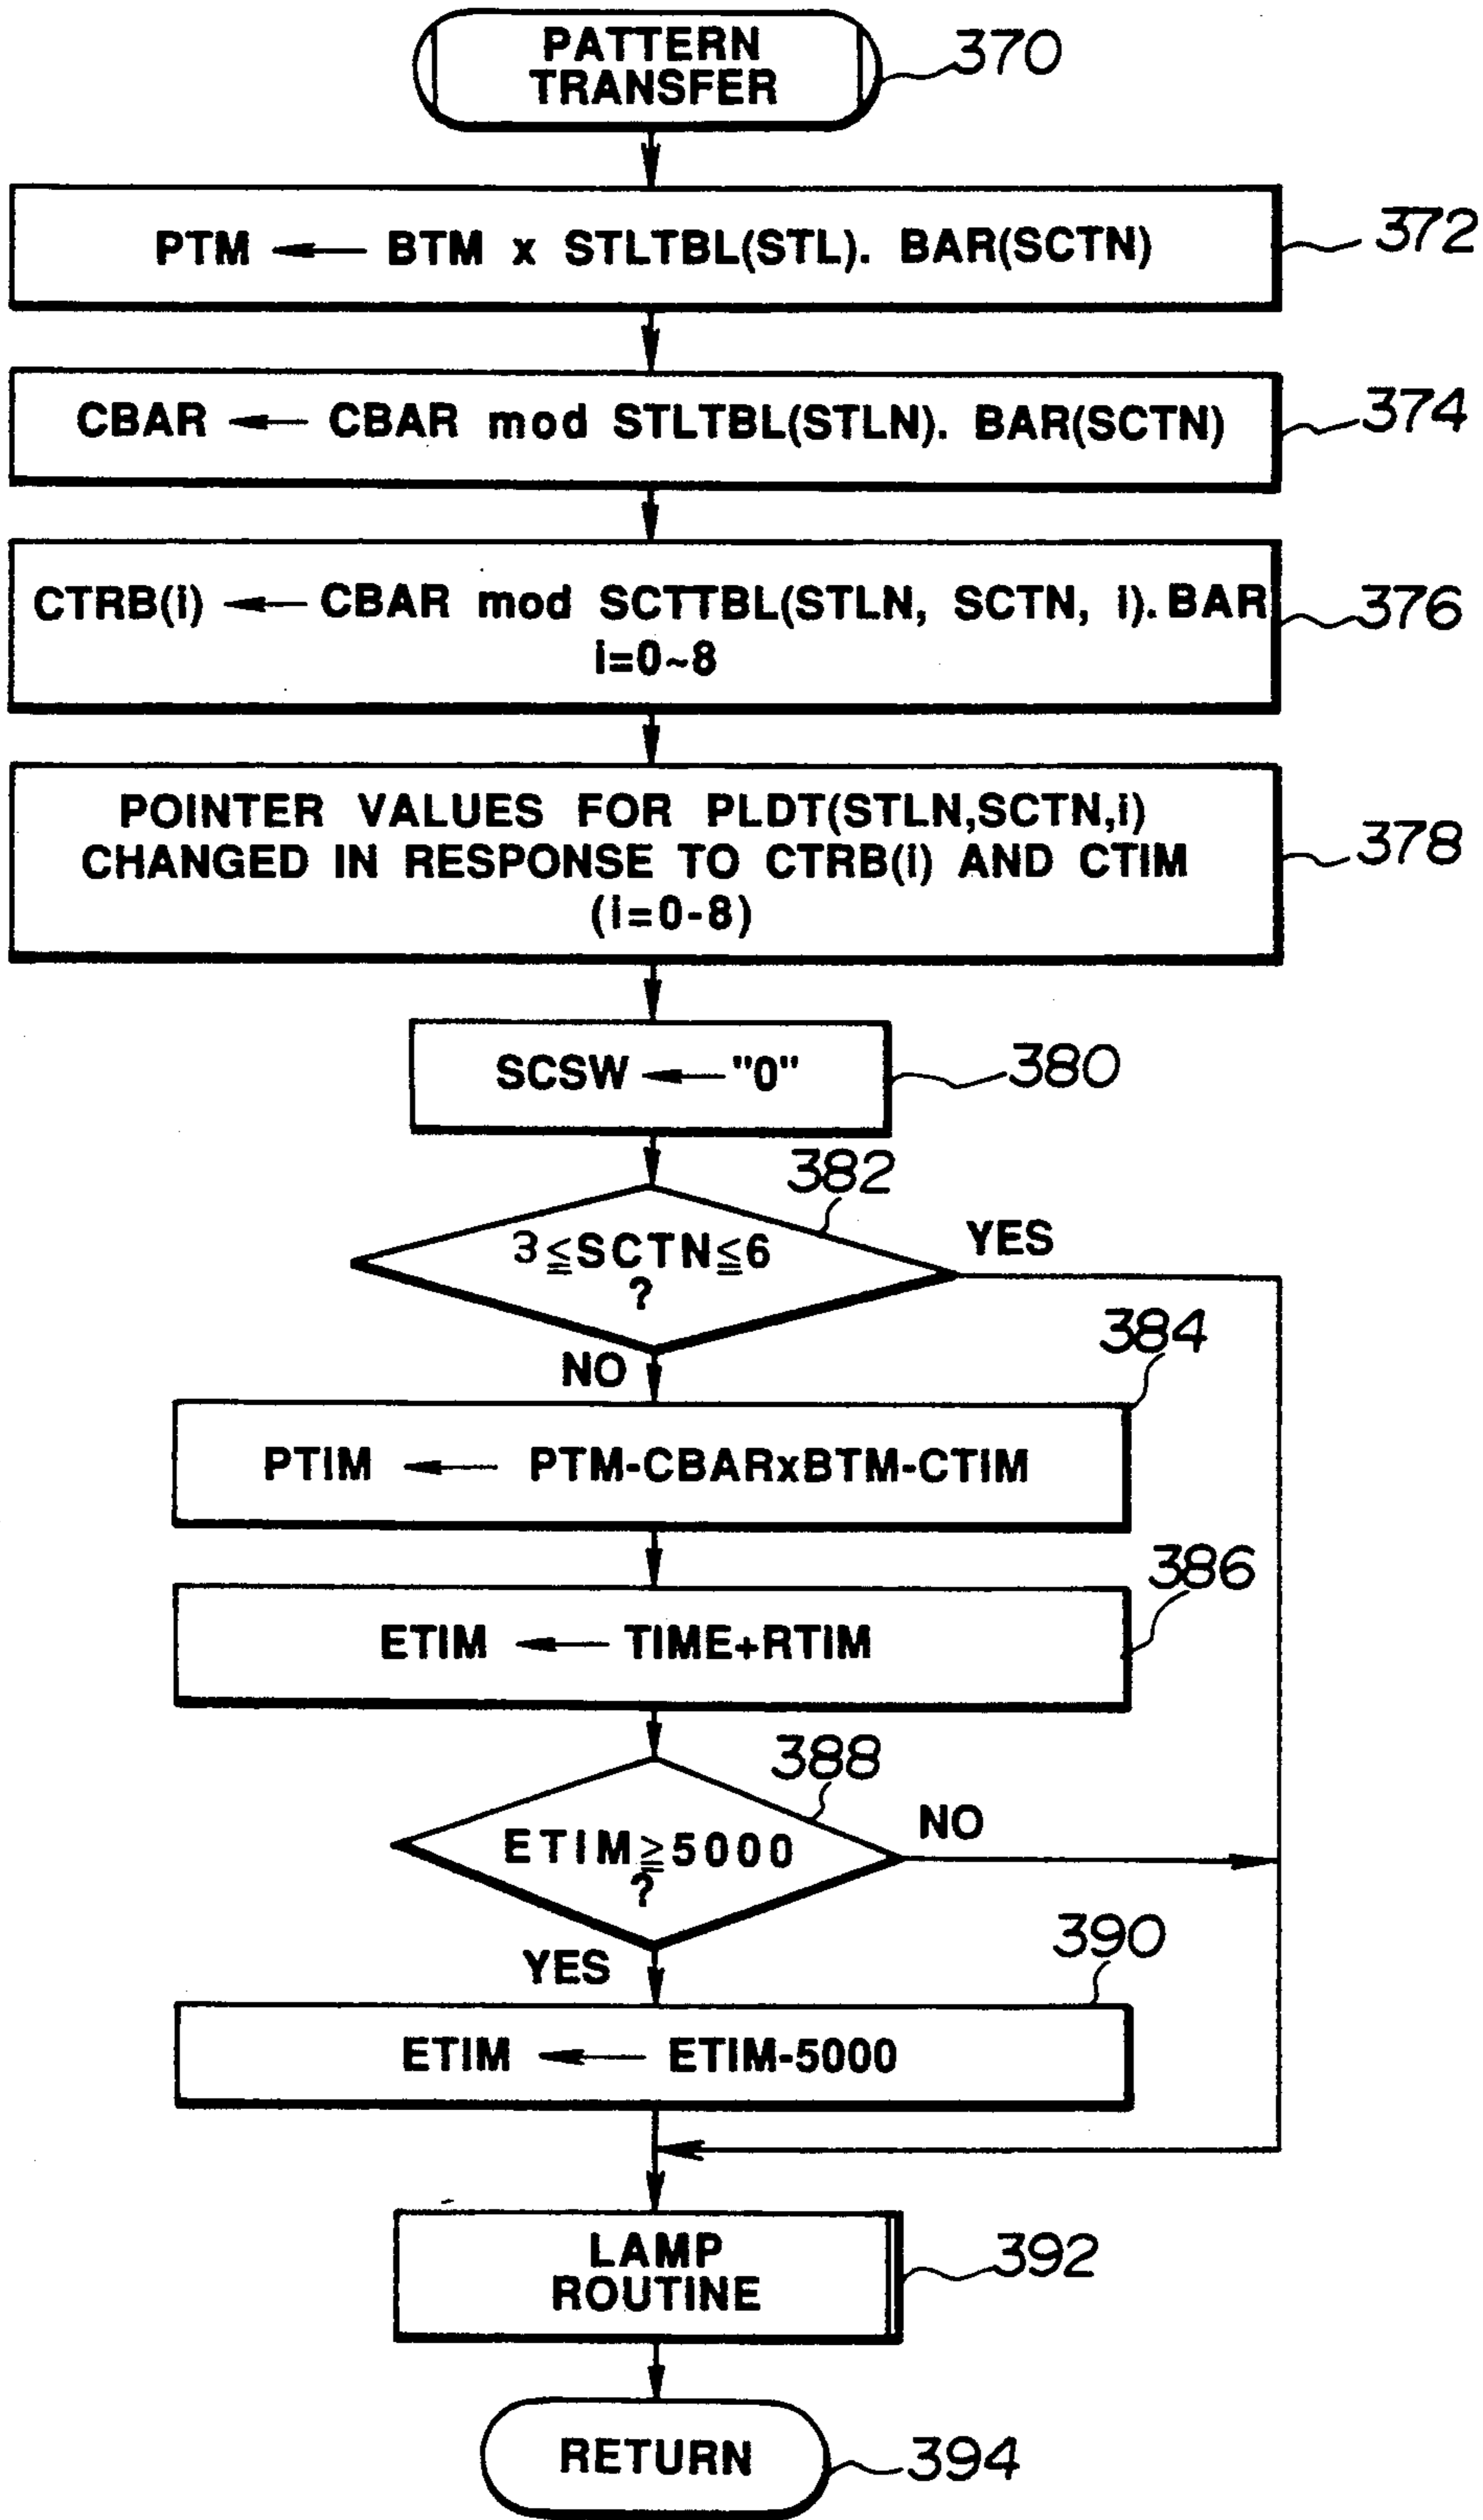 PATTERN
TRANSFER
370
PTM ← BTM x STLTBL(STL). BAR(SCTN)
372
CBAR ← CBAR mod STLTBL(STLN). BAR(SCTN)
374
CTRB(i) ← CBAR mod SCTTBL(STLN, SCTN, i).BAR
i=0~8
376
POINTER VALUES FOR PLDT(STLN,SCTN,i)
CHANGED IN RESPONSE TO CTRB(i) AND CTIM
(i=0-8)
378
SCSW ← "0"
380
382
3≦SCTN≦6
?
YES
NO
384
PTIM ← PTM-CBARxBTM-CTIM
386
ETIM ← TIME+RTIM
388
ETIM≧5000
?
NO
YES
390
ETIM ← ETIM-5000
LAMP
ROUTINE
392
RETURN
394